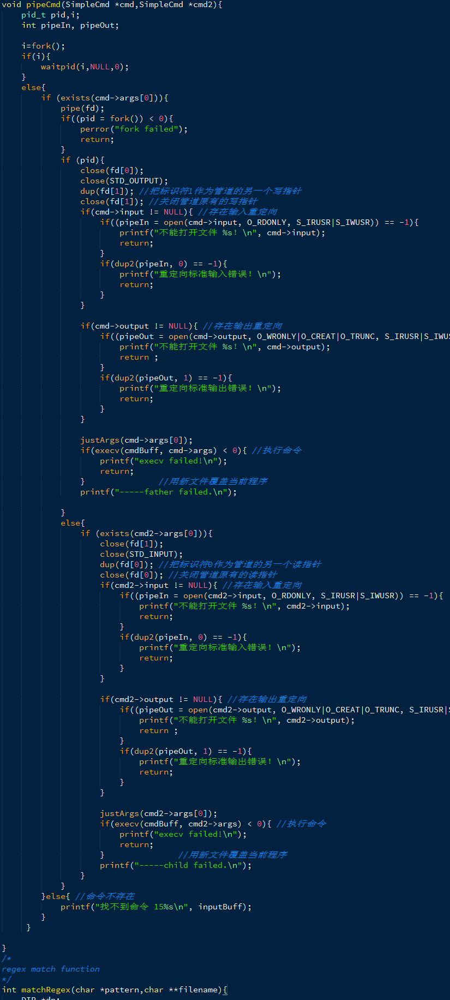 void pipeCmd(SimpleCmd *cmd,SimpleCmd *cmd2){
    pid_t pid,i;
    int pipeIn, pipeOut;

    i=fork();
    if(i){
        waitpid(i,NULL,0);
    }
    else{
        if (exists(cmd->args[0])){
            pipe(fd);
            if((pid = fork()) < 0){
                perror("fork failed");
                return;
            }
            if (pid){
                close(fd[0]);
                close(STD_OUTPUT);
                dup(fd[1]); //把标识符1作为管道的另一个写指针
                close(fd[1]); //关闭管道原有的写指针
                if(cmd->input != NULL){ //存在输入重定向
                    if((pipeIn = open(cmd->input, O_RDONLY, S_IRUSR|S_IWUSR)) == -1){
                        printf("不能打开文件 %s！\n", cmd->input);
                        return;
                    }
                    if(dup2(pipeIn, 0) == -1){
                        printf("重定向标准输入错误！\n");
                        return;
                    }
                }

                if(cmd->output != NULL){ //存在输出重定向
                    if((pipeOut = open(cmd->output, O_WRONLY|O_CREAT|O_TRUNC, S_IRUSR|S_IWUS
                        printf("不能打开文件 %s！\n", cmd->output);
                        return ;
                    }
                    if(dup2(pipeOut, 1) == -1){
                        printf("重定向标准输出错误！\n");
                        return;
                    }
                }

                justArgs(cmd->args[0]);
                if(execv(cmdBuff, cmd->args) < 0){ //执行命令
                    printf("execv failed!\n");
                    return;
                }               //用新文件覆盖当前程序
                printf("-----father failed.\n");

            }
            else{
                if (exists(cmd2->args[0])){
                    close(fd[1]);
                    close(STD_INPUT);
                    dup(fd[0]); //把标识符0作为管道的另一个读指针
                    close(fd[0]); //关闭管道原有的读指针
                    if(cmd2->input != NULL){ //存在输入重定向
                        if((pipeIn = open(cmd2->input, O_RDONLY, S_IRUSR|S_IWUSR)) == -1){
                            printf("不能打开文件 %s！\n", cmd2->input);
                            return;
                        }
                        if(dup2(pipeIn, 0) == -1){
                            printf("重定向标准输入错误！\n");
                            return;
                        }
                    }

                    if(cmd2->output != NULL){ //存在输出重定向
                        if((pipeOut = open(cmd2->output, O_WRONLY|O_CREAT|O_TRUNC, S_IRUSR|
                            printf("不能打开文件 %s！\n", cmd2->output);
                            return ;
                        }
                        if(dup2(pipeOut, 1) == -1){
                            printf("重定向标准输出错误！\n");
                            return;
                        }
                    }

                    justArgs(cmd2->args[0]);
                    if(execv(cmdBuff, cmd2->args) < 0){ //执行命令
                        printf("execv failed!\n");
                        return;
                    }               //用新文件覆盖当前程序
                    printf("-----child failed.\n");
                }
            }
        }else{ //命令不存在
            printf("找不到命令 15%s\n", inputBuff);
        }
     }

}
/*
regex match function
*/
int matchRegex(char *pattern,char **filename){